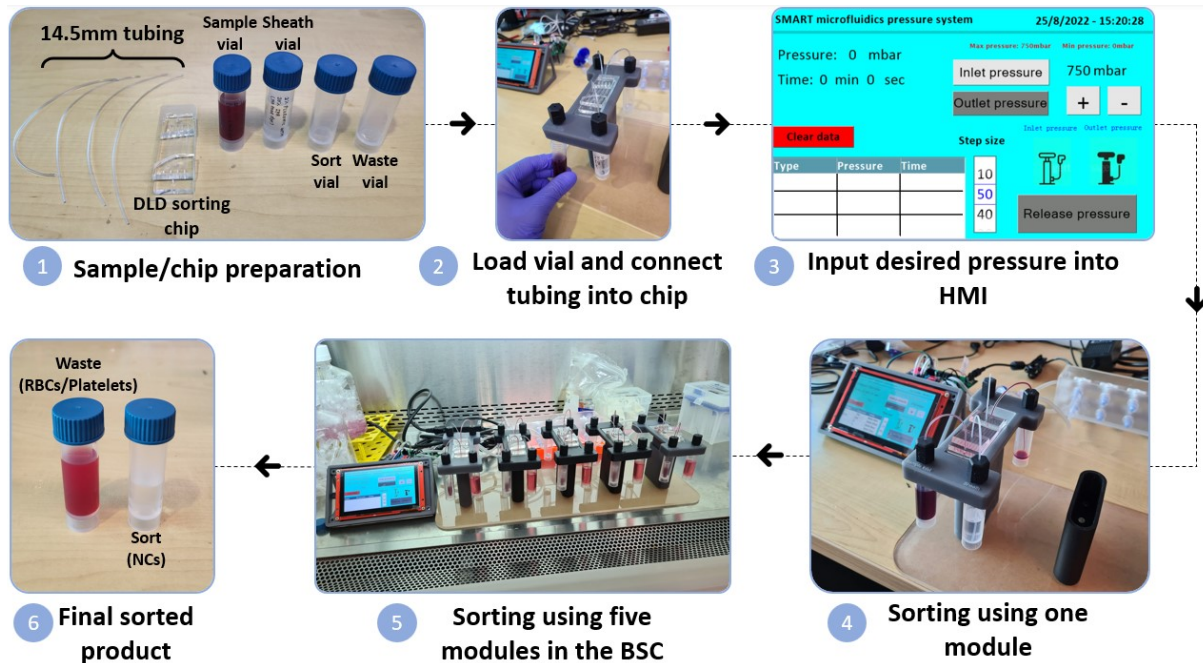 14.5mm tubing
Sample Sheath
vial vial
Sort Waste
vial vial
DLD sorting
chip
1 Sample/chip preparation
2 Load vial and connect
tubing into chip
SMART microfluidics pressure system 25/8/2022 - 15:20:28
Max pressure: 750mbar Min pressure: 0mbar
Pressure: 0 mbar
Inlet pressure 750 mbar
Time: 0 min 0 sec
Outlet pressure + -
Clear data
Step size
Inlet pressure Outlet pressure
Type Pressure Time
10
50
40
Release pressure
3 Input desired pressure into
HMI
4 Sorting using one
module
5 Sorting using five
modules in the BSC
Waste
(RBCs/Platelets)
Sort
(NCs)
6 Final sorted
product